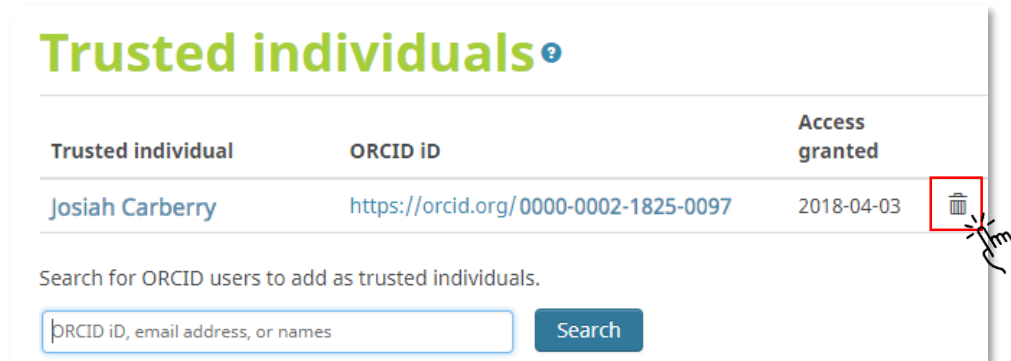 Trusted individuals
Trusted individual ORCID iD Access granted
Josiah Carberry https://orcid.org/0000-0002-1825-0097 2018-04-03
Search for ORCID users to add as trusted individuals.
ORCID iD, email address, or names Search